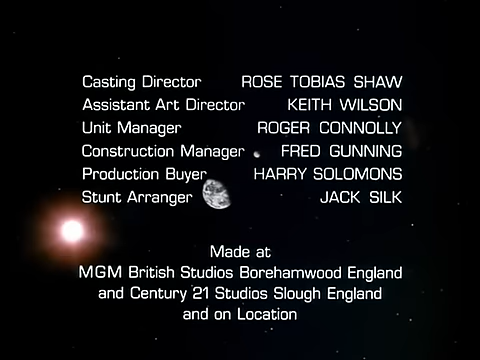 Casting Director ROSE TOBIAS SHAW
Assistant Art Director KEITH WILSON
Unit Manager ROGER CONNOLLY
Construction Manager FRED GUNNING
Production Buyer HARRY SOLOMONS
Stunt Arranger JACK SILK
Made at
MGM British Studios Borehamwood England
and Century 21 Studios Slough England
and on Location